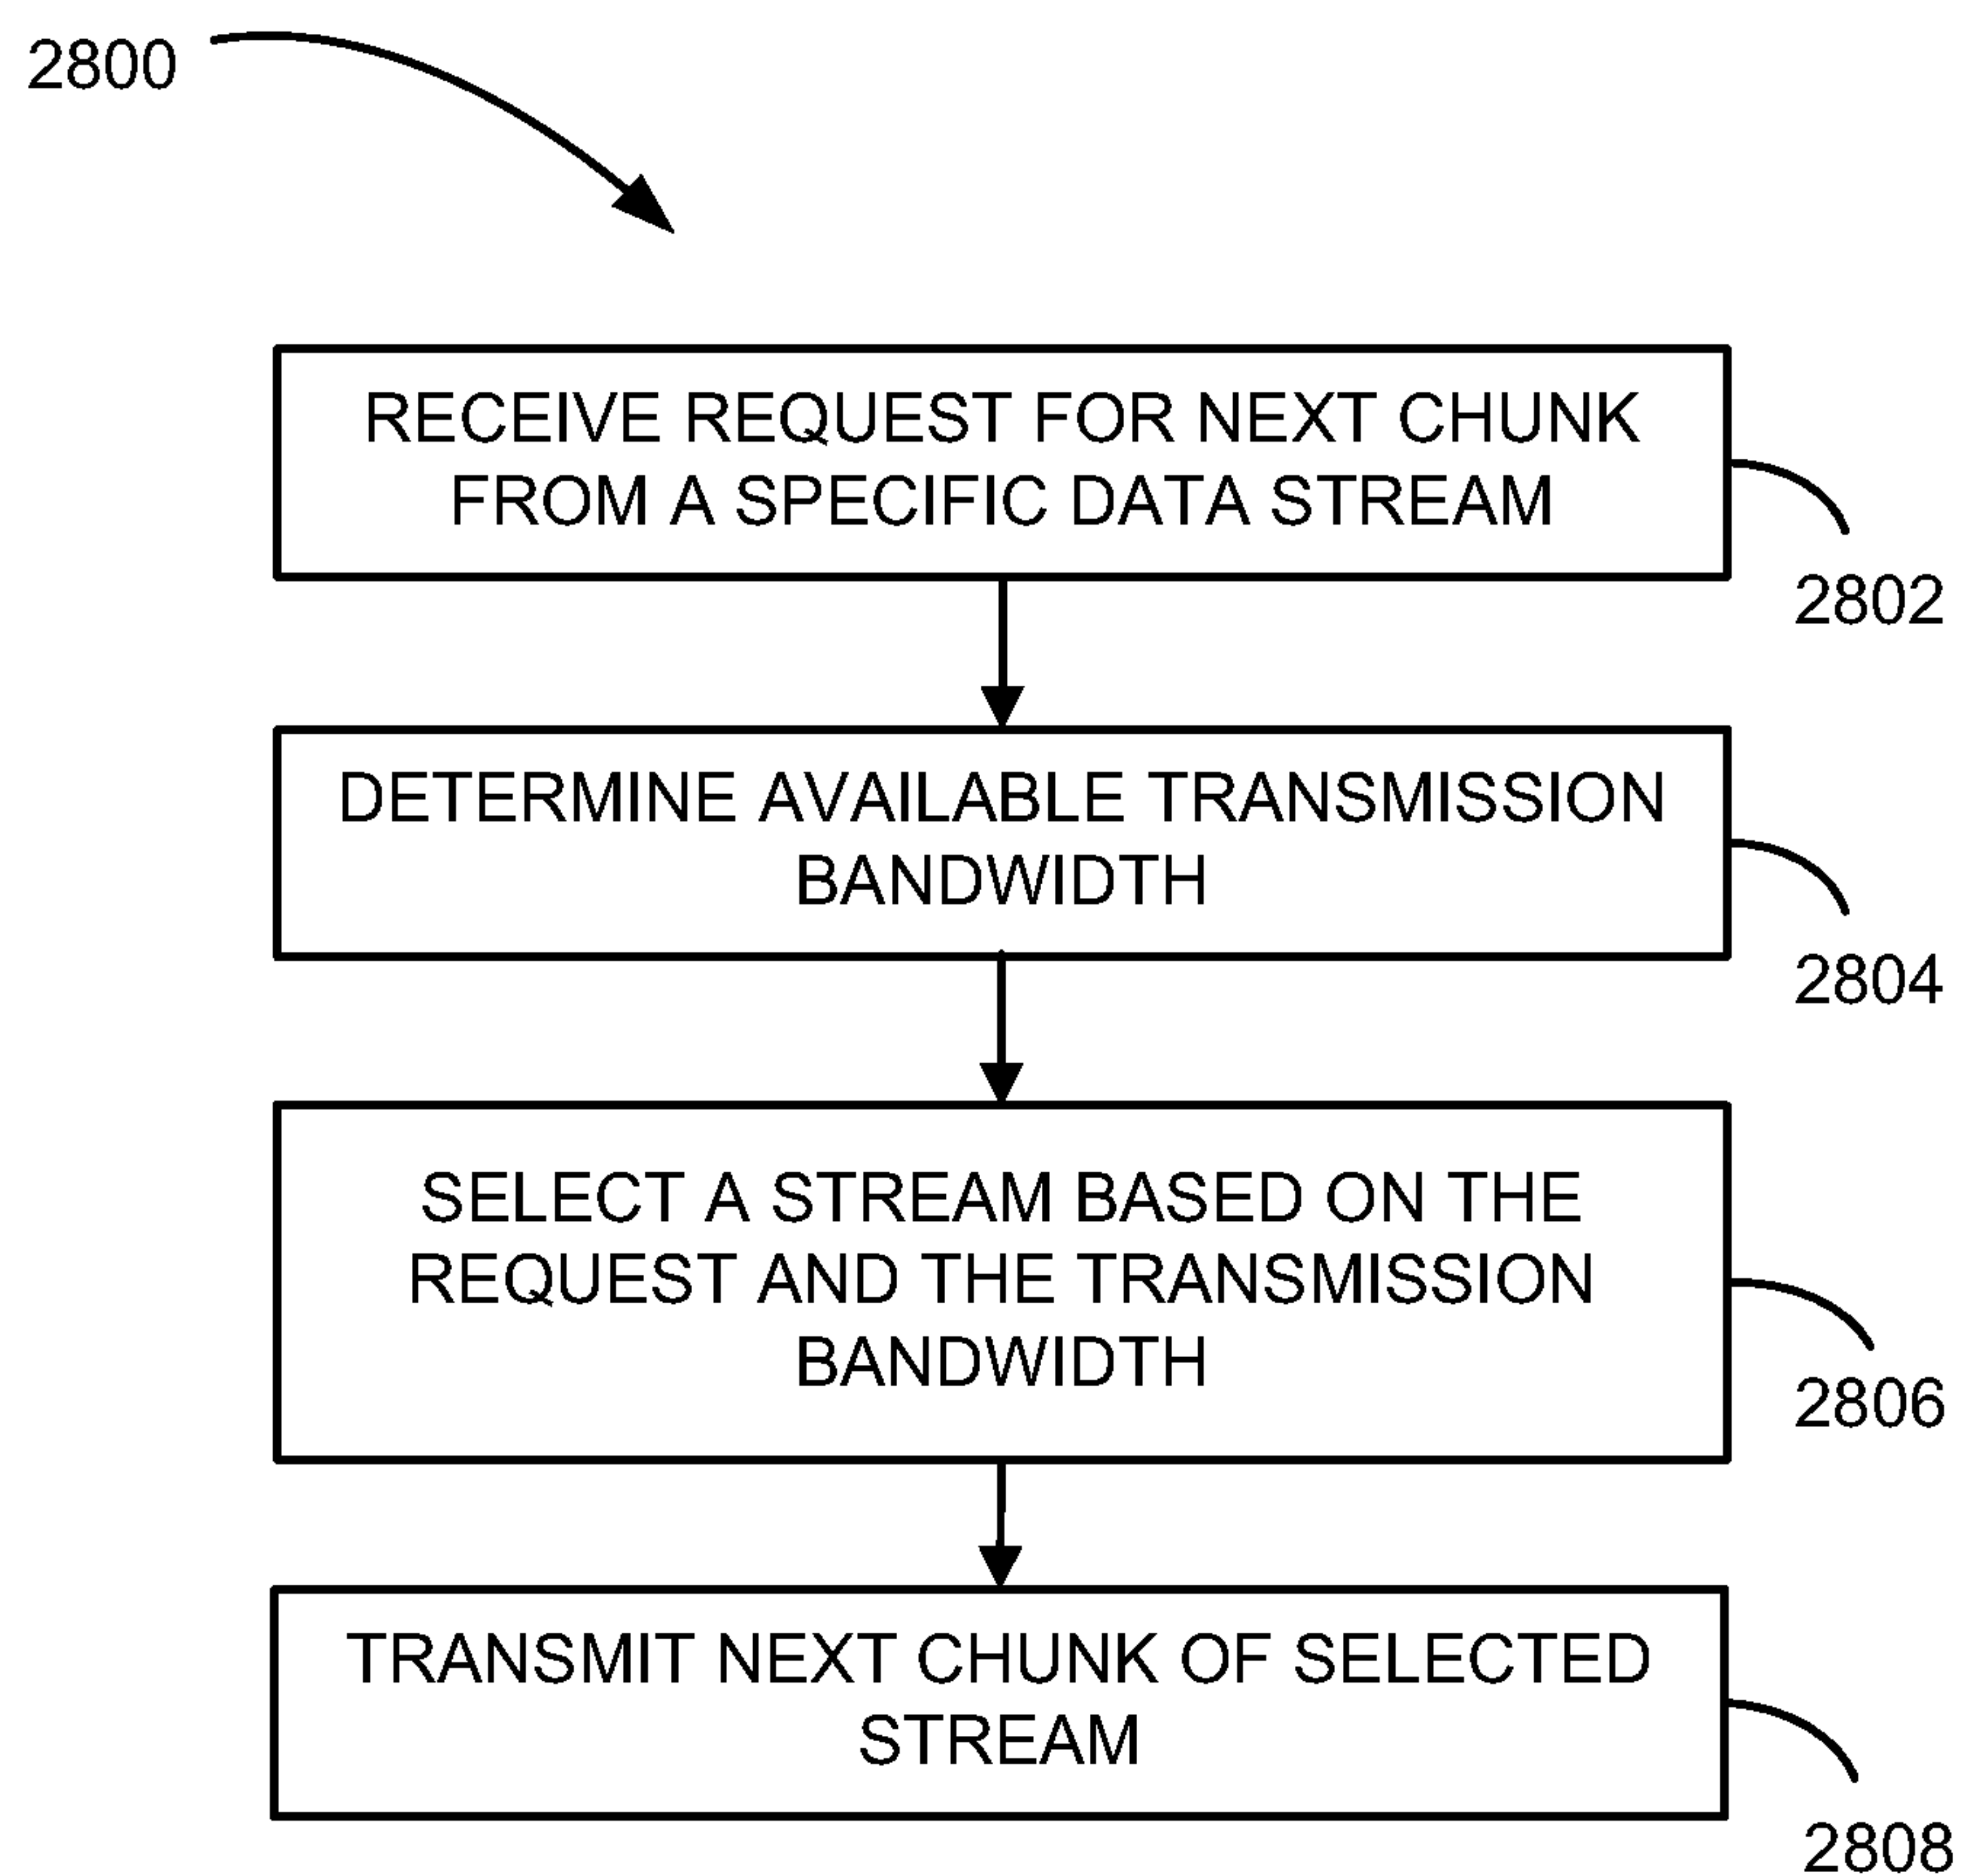 2800
RECEIVE REQUEST FOR NEXT CHUNK
FROM A SPECIFIC DATA STREAM
2802
DETERMINE AVAILABLE TRANSMISSION
BANDWIDTH
2804
SELECT A STREAM BASED ON THE
REQUEST AND THE TRANSMISSION
BANDWIDTH
2806
TRANSMIT NEXT CHUNK OF SELECTED
STREAM
2808